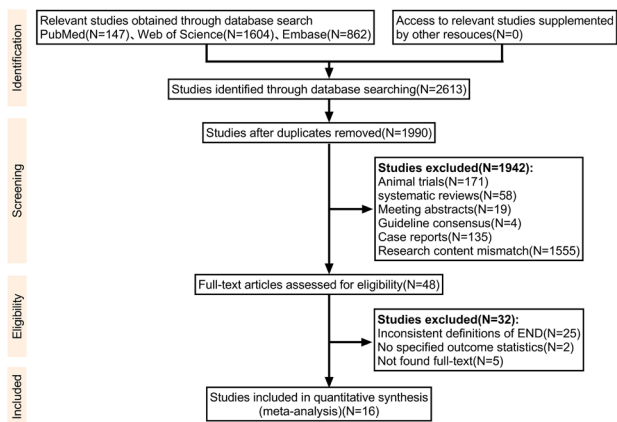 Identification
Relevant studies obtained through database search
PubMed(N=147)、Web of Science(N=1604)、Embase(N=862)
Access to relevant studies supplemented
by other resouces(N=0)
Studies identified through database searching(N=2613)
Screening
Studies after duplicates removed(N=1990)
Studies excluded(N=1942):
Animal trials(N=171)
systematic reviews(N=58)
Meeting abstracts(N=19)
Guideline consensus(N=4)
Case reports(N=135)
Research content mismatch(N=1555)
Eligibility
Full-text articles assessed for eligibility(N=48)
Studies excluded(N=32):
Inconsistent definitions of END(N=25)
No specified outcome statistics(N=2)
Not found full-text(N=5)
Included
Studies included in quantitative synthesis
(meta-analysis)(N=16)